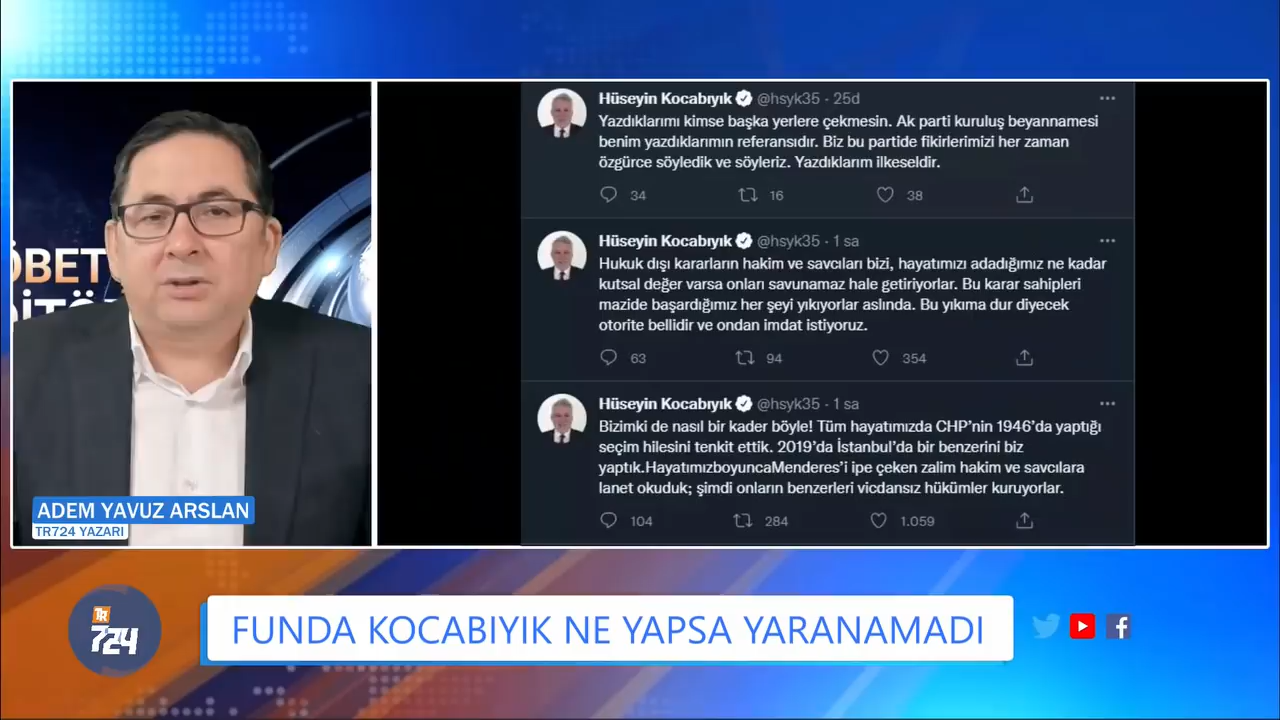 ÖBET
DİTÖ
ADEM YAVUZ ARSLAN
TR724 YAZARI
Hüseyin Kocabıyık @hsyk35 · 25d
Yazdıklarımı kimse başka yerlere çekmesin. Ak parti kuruluş beyannamesi
benim yazdıklarımın referansıdır. Biz bu partide fikirlerimizi her zaman
özgürce söyledik ve söyleriz. Yazdıklarım ilkeseldir.
34 16 38
Hüseyin Kocabıyık @hsyk35 · 1 sa
Hukuk dışı kararların hakim ve savcıları bizi, hayatımızı adadığımız ne kadar
kutsal değer varsa onları savunamaz hale getiriyorlar. Bu karar sahipleri
mazide başardığımız her şeyi yıkıyorlar aslında. Bu yıkıma dur diyecek
otorite bellidir ve ondan imdat istiyoruz.
63 94 354
Hüseyin Kocabıyık @hsyk35 · 1 sa
Bizimki de nasıl bir kader böyle! Tüm hayatımızda CHP'nin 1946'da yaptığı
seçim hilesini tenkit ettik. 2019'da İstanbul'da bir benzerini biz
yaptık.HayatımızboyuncaMenderes'i ipe çeken zalim hakim ve savcılara
lanet okuduk; şimdi onların benzerleri vicdansız hükümler kuruyorlar.
104 284 1.059
TR
724
FUNDA KOCABIYIK NE YAPSA YARANAMADI